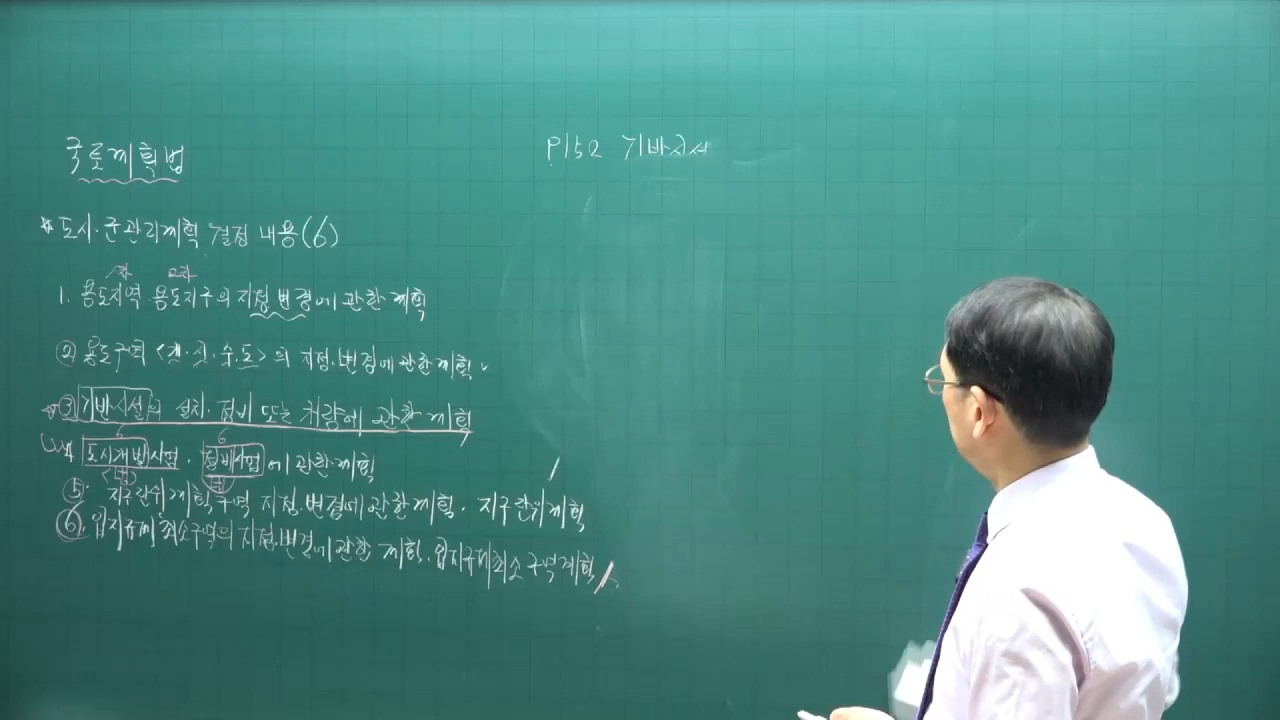 국토계획법
* 도시·군관리계획 결정 내용(6)
1. 용도지역·용도지구의 지정·변경에 관한 계획
② 용도구역 <개·시·수·도>의 지정·변경에 관한 계획
☆③ 기반시설의 설치·정비 또는 개량에 관한 계획
6 6
도시개발사업·정비사업에 관한 계획
⑤ 지구단위계획구역 지정·변경에 관한 계획·지구단위계획
⑥ 입지규제최소구역의 지정·변경에 관한 계획·입지규제최소구역계획
P152 기반시설